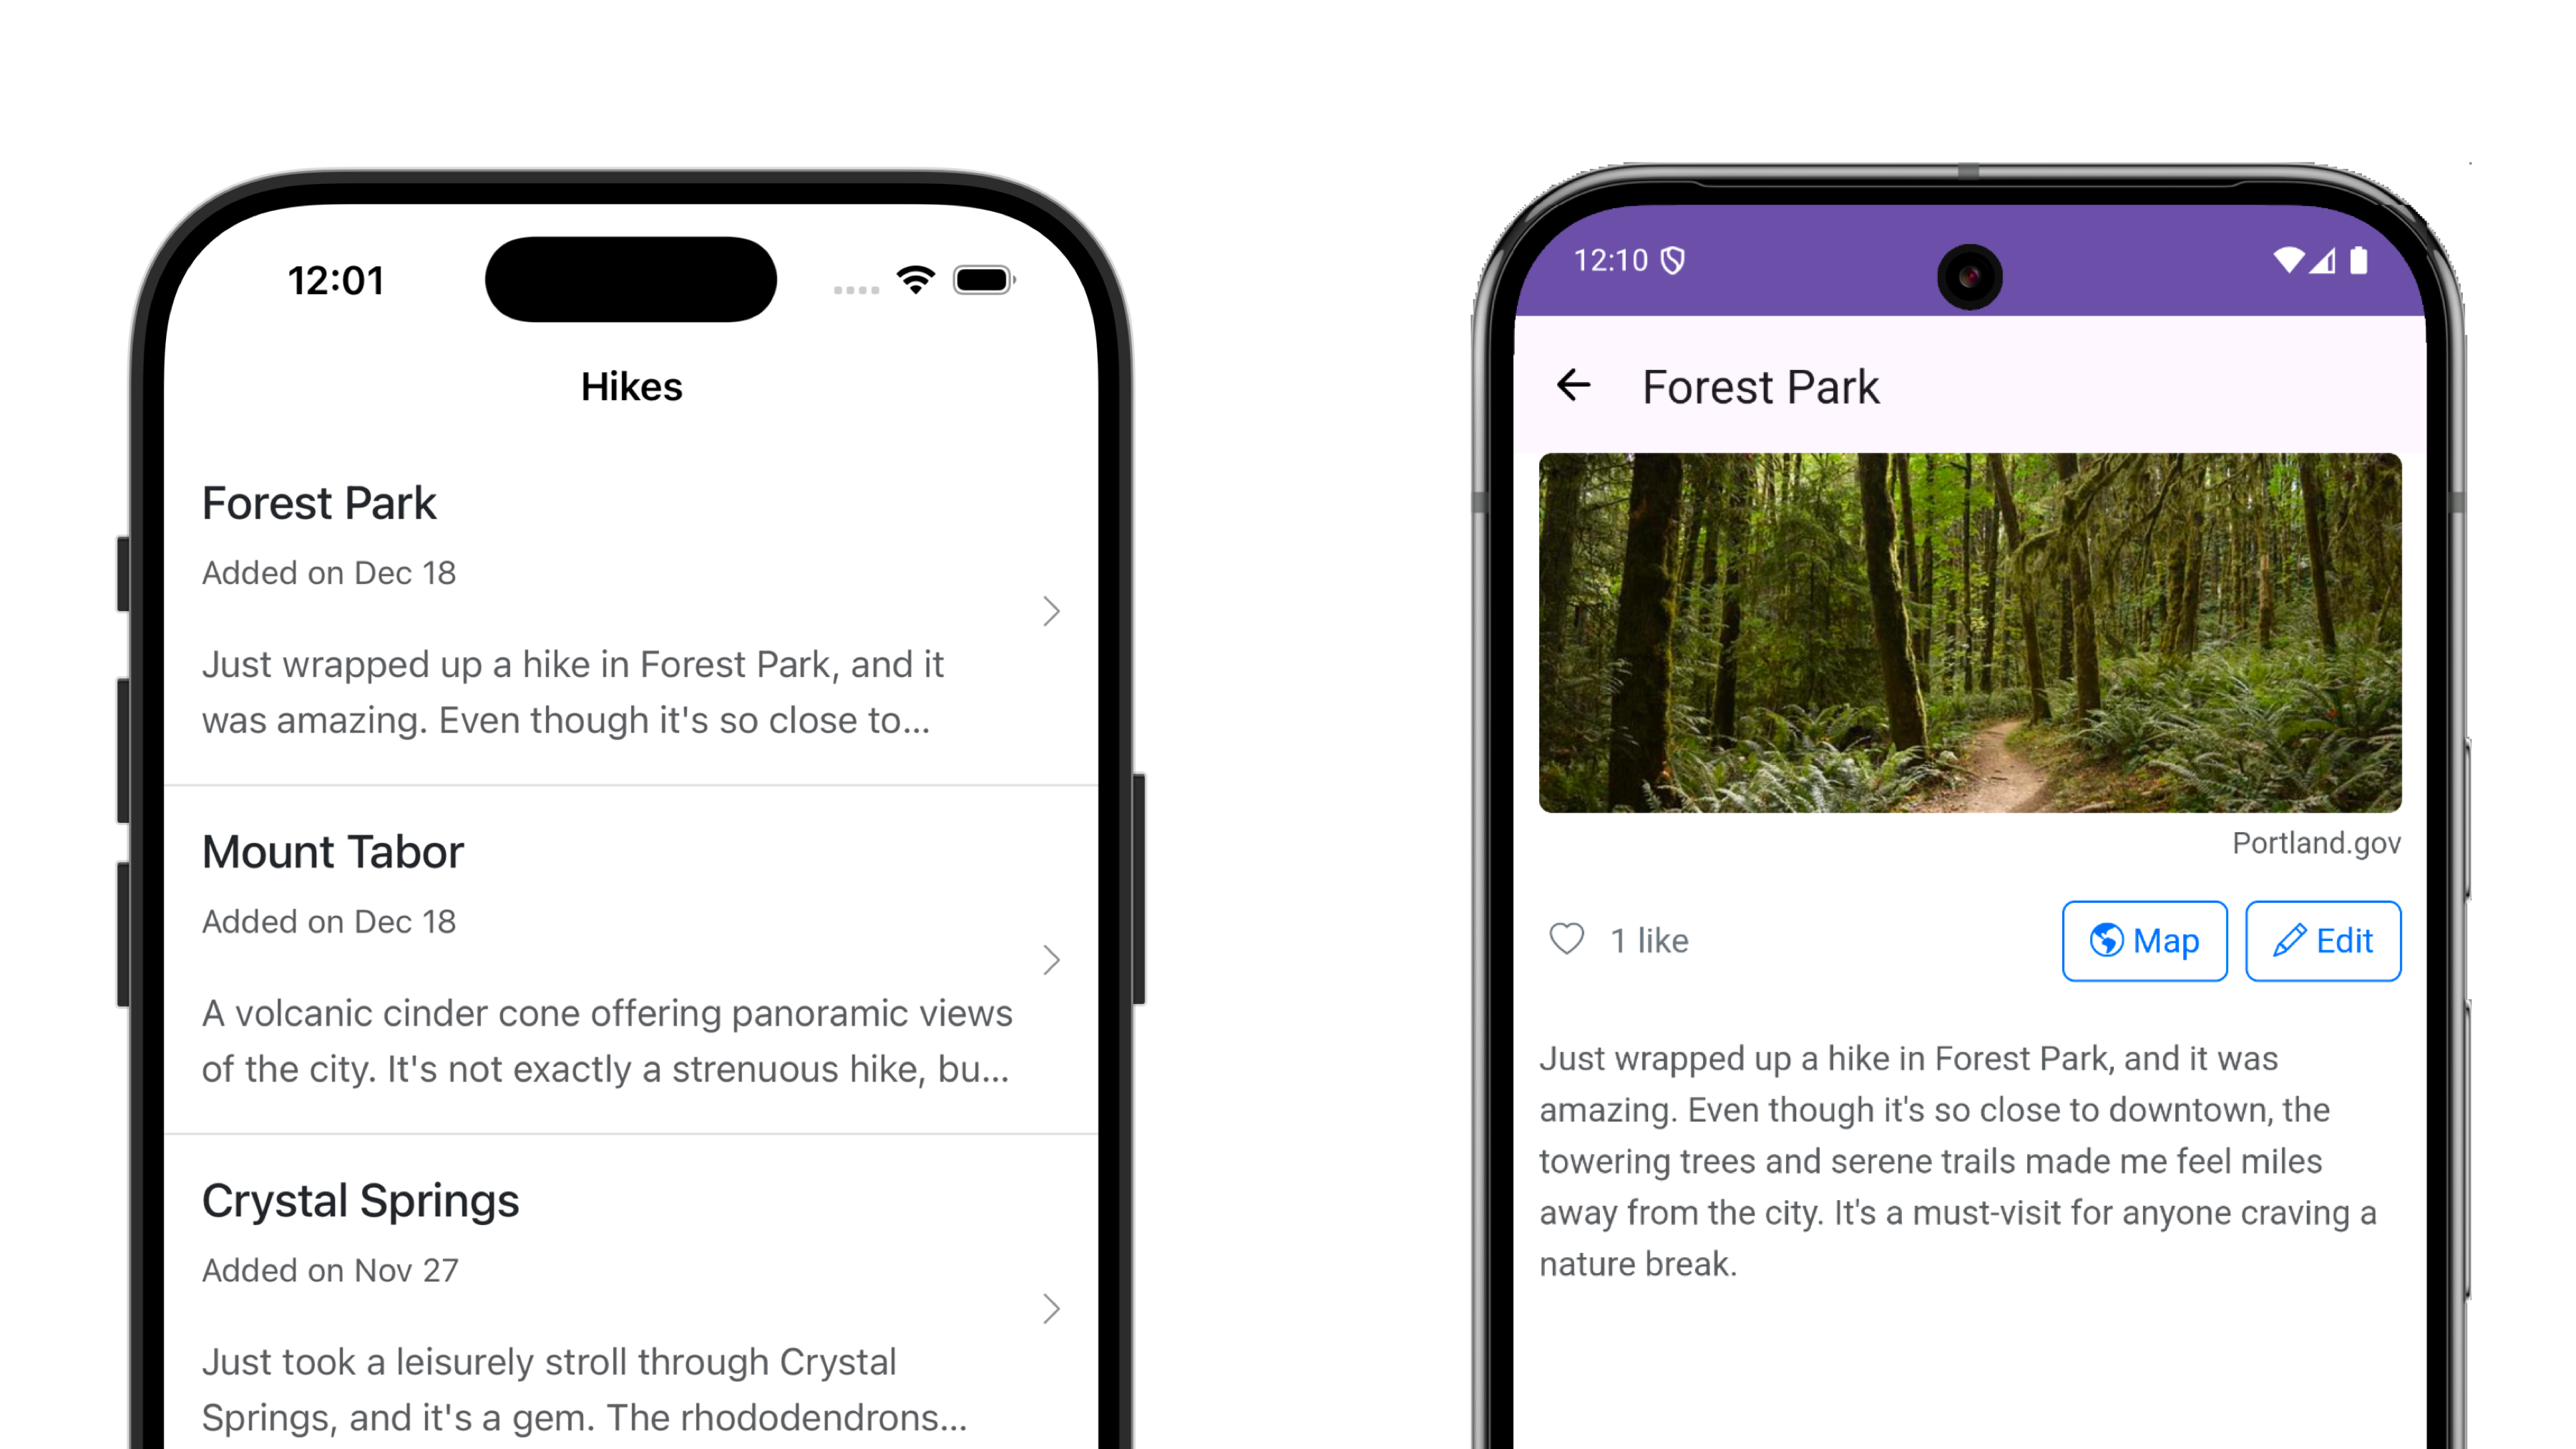 12:01
Hikes
Forest Park
Added on Dec 18
Just wrapped up a hike in Forest Park, and it
was amazing. Even though it's so close to...
Mount Tabor
Added on Dec 18
A volcanic cinder cone offering panoramic views
of the city. It's not exactly a strenuous hike, bu...
Crystal Springs
Added on Nov 27
Just took a leisurely stroll through Crystal
Springs, and it's a gem. The rhododendrons...
12:10
Forest Park
Portland.gov
1 like
Map
Edit
Just wrapped up a hike in Forest Park, and it was
amazing. Even though it's so close to downtown, the
towering trees and serene trails made me feel miles
away from the city. It's a must-visit for anyone craving a
nature break.